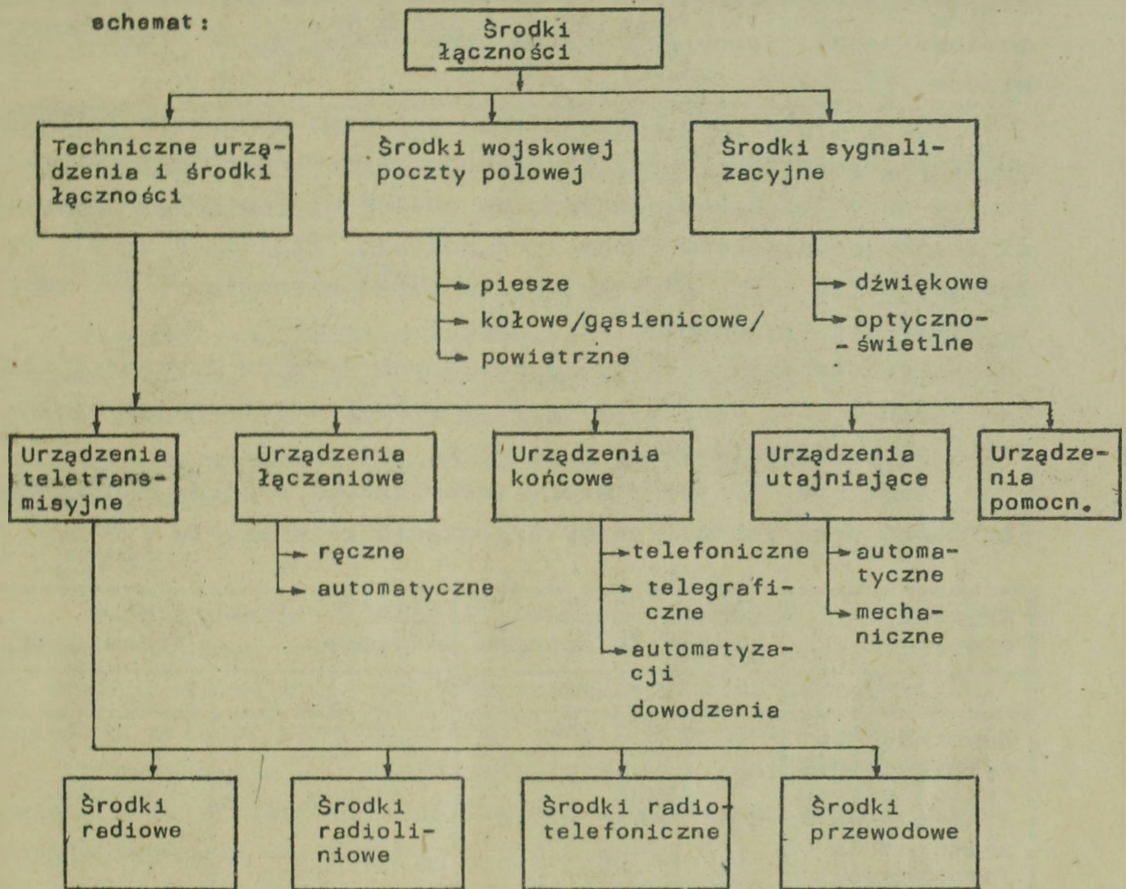 schemat:
Środki
łączności
Techniczne urzą-
dzenia i środki
łączności
Środki wojskowej
poczty polowej
Środki sygnali-
zacyjne
piesze
kołowe/gąsienicowe/
powietrzne
dźwiękowe
optyczno-
- świetlne
Urządzenia
teletrans-
misyjne
Urządzenia
łączeniowe
Urządzenia
końcowe
Urządzenia
utajniające
Urządze-
nia
pomocn.
ręczne
automatyczne
telefoniczne
telegrafi-
czne
automatyza-
cji
dowodzenia
automa-
tyczne
mecha-
niczne
Środki
radiowe
Środki
radioli-
niowe
Środki radio-
telefoniczne
Środki
przewodowe